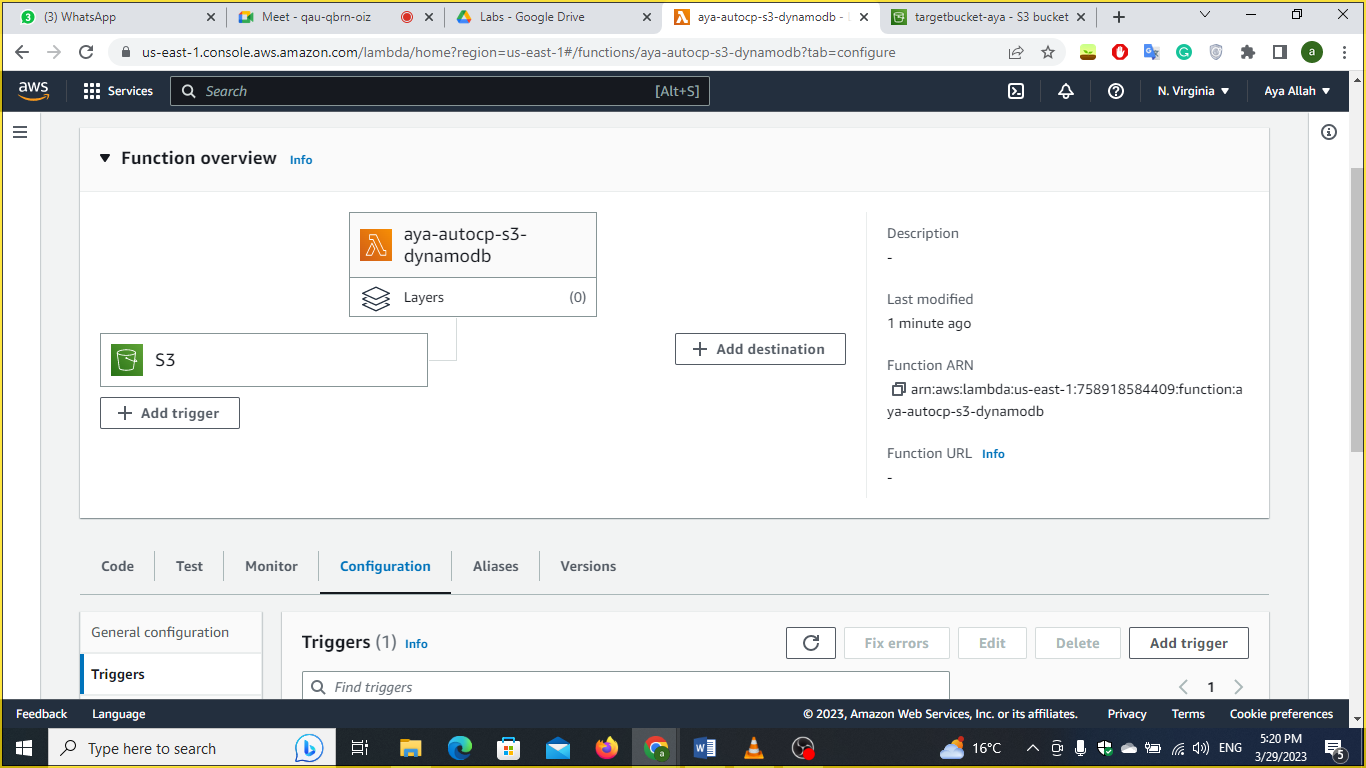 (3) WhatsApp
Meet - qau-qbrn-oiz
Labs - Google Drive
aya-autocp-s3-dynamodb -
targetbucket-aya - S3 bucket
us-east-1.console.aws.amazon.com/lambda/home?region=us-east-1#/functions/aya-autocp-s3-dynamodb?tab=configure
a
aws
Services
Search
[Alt+S]
N. Virginia
Aya Allah
Function overview
Info
aya-autocp-s3-
dynamodb
Layers
(0)
S3
Add trigger
Add destination
Description
-
Last modified
1 minute ago
Function ARN
arn:aws:lambda:us-east-1:758918584409:function:a
ya-autocp-s3-dynamodb
Function URL Info
-
Code
Test
Monitor
Configuration
Aliases
Versions
General configuration
Triggers
Triggers (1) Info
Fix errors
Edit
Delete
Add trigger
Find triggers
1
Feedback
Language
© 2023, Amazon Web Services, Inc. or its affiliates.
Privacy
Terms
Cookie preferences
Type here to search
16°C
ENG
5:20 PM
3/29/2023
5